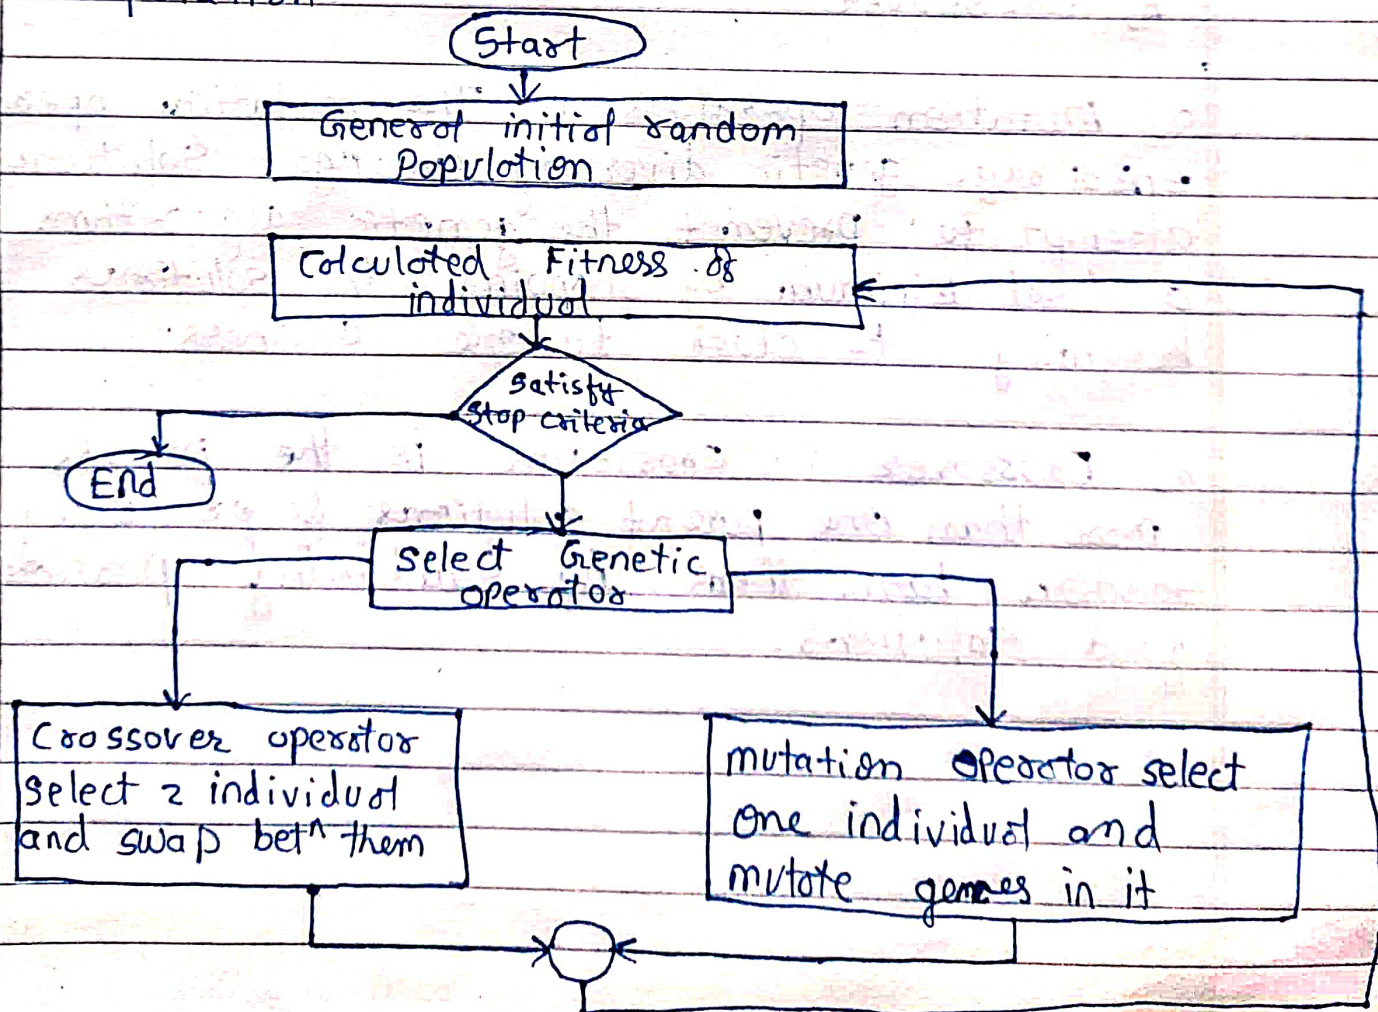 Start
General initial random
Population
Calculated Fitness of
individual
satisfy
stop criteria
End
Select Genetic
operator
Crossover operator
select 2 individual
and swap betⁿ them
mutation operator select
one individual and
mutate genes in it